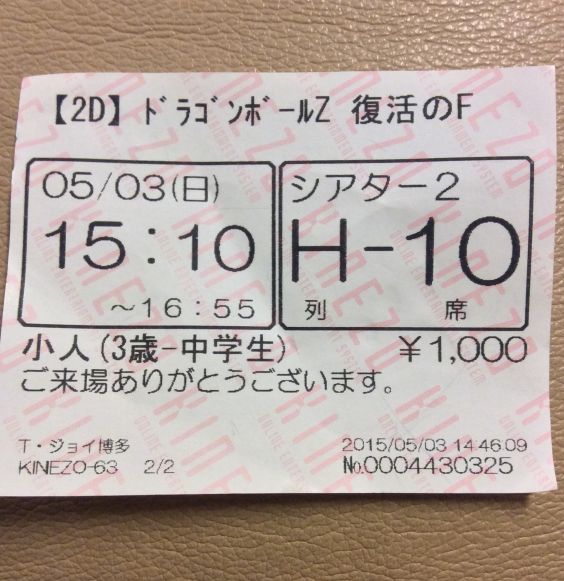 【2D】ﾄﾞﾗｺﾞﾝﾎﾞｰﾙZ 復活のF
05/03(日)
15:10
～16:55
シアター2
H-10
列 席
小人(3歳-中学生) ¥1,000
ご来場ありがとうございます。
T・ジョイ博多
KINEZO-63 2/2
2015/05/03 14:46:09
№0004430325